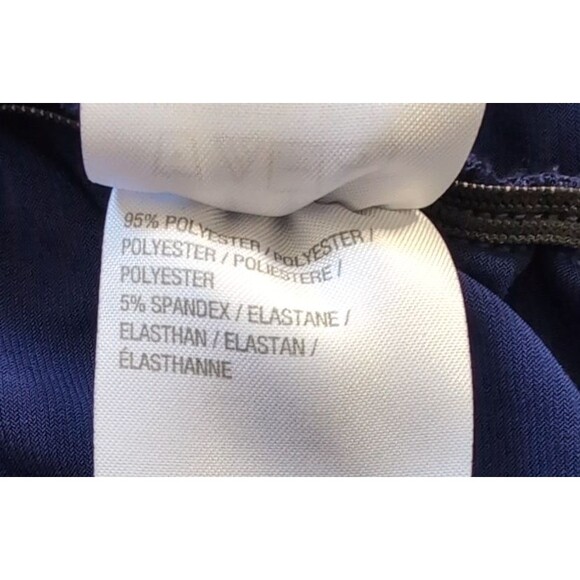 95% POLYESTER / POLYESTER /
POLYESTER / POLIESTERE /
POLYESTER
5% SPANDEX / ELASTANE /
ELASTHAN / ELASTAN /
ÉLASTHANNE